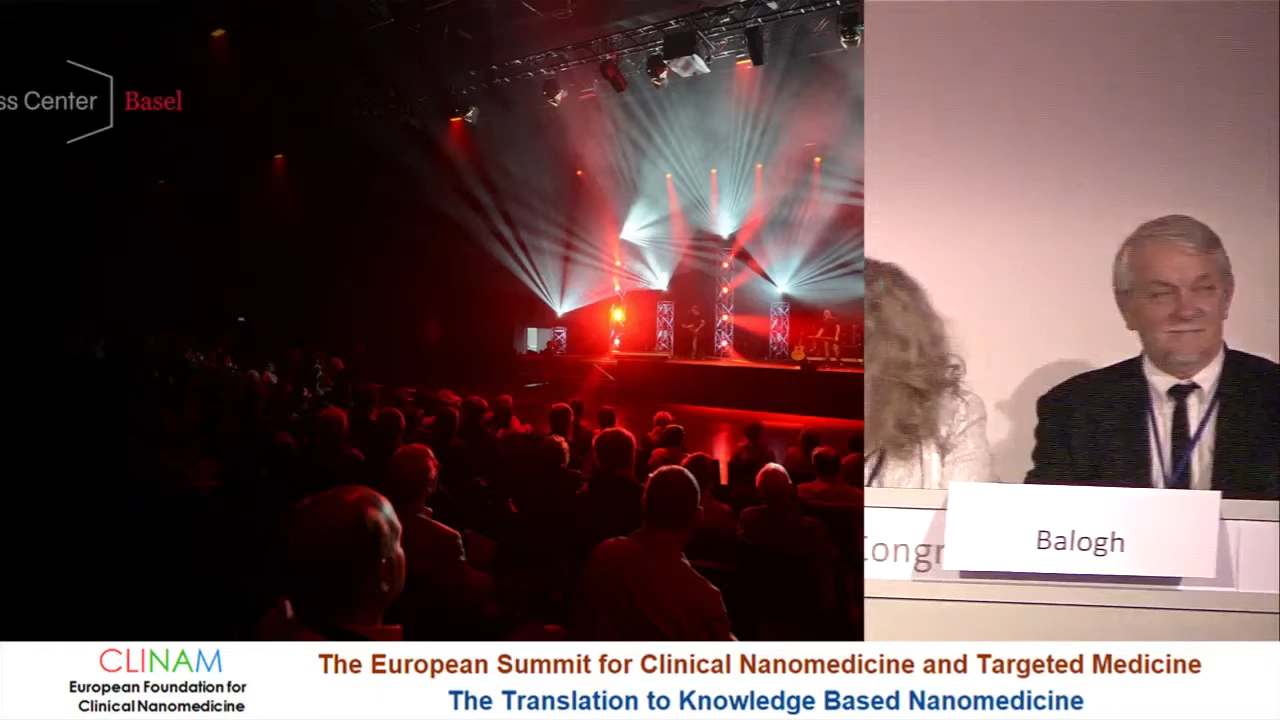 ss Center
Basel
Congr
Balogh
CLINAM
European Foundation for
Clinical Nanomedicine
The European Summit for Clinical Nanomedicine and Targeted Medicine
The Translation to Knowledge Based Nanomedicine